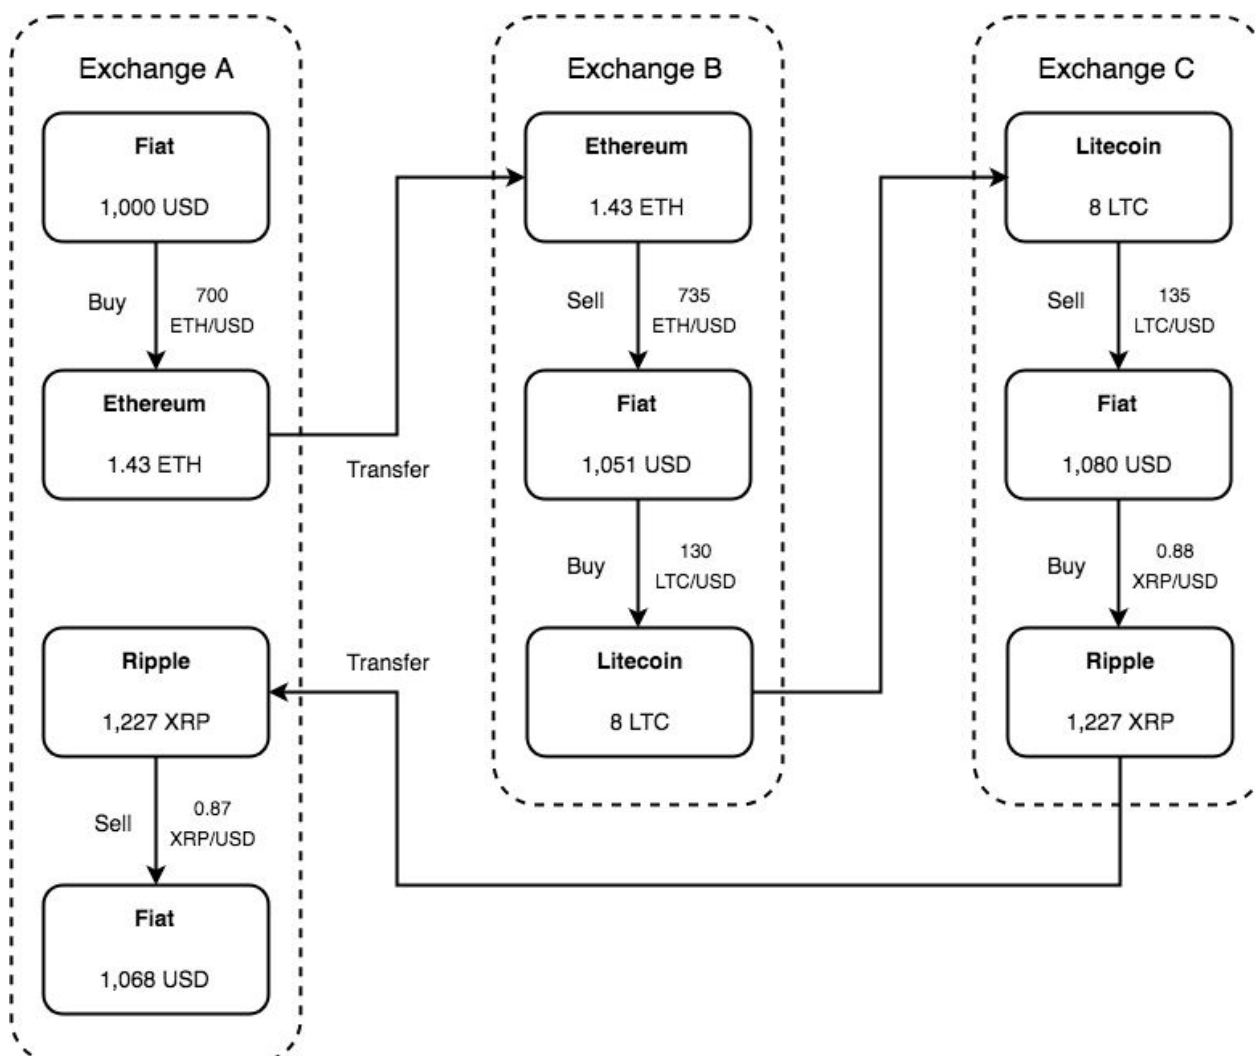 Exchange A
Fiat
1,000 USD
Buy
700
ETH/USD
Ethereum
1.43 ETH
Transfer
Ripple
1,227 XRP
Transfer
Sell
0.87
XRP/USD
Fiat
1,068 USD
Exchange B
Ethereum
1.43 ETH
Sell
735
ETH/USD
Fiat
1,051 USD
Buy
130
LTC/USD
Litecoin
8 LTC
Exchange C
Litecoin
8 LTC
Sell
135
LTC/USD
Fiat
1,080 USD
Buy
0.88
XRP/USD
Ripple
1,227 XRP